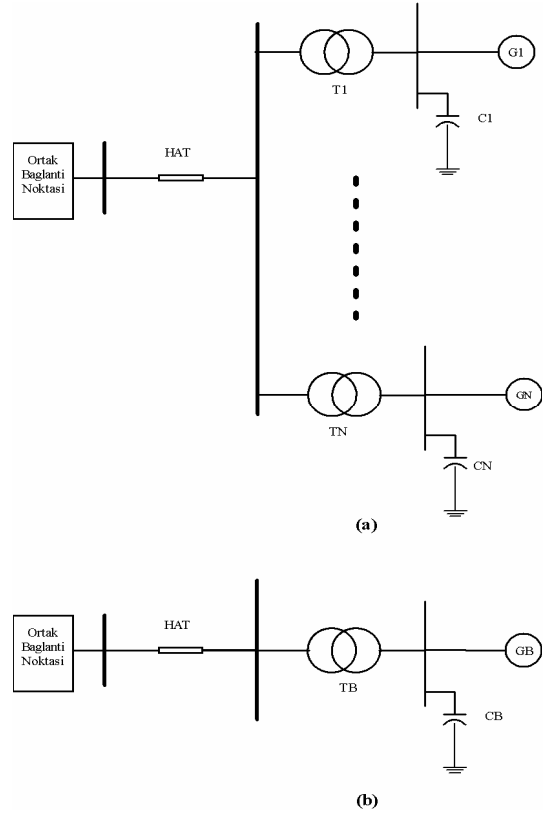 G1
T1
C1
HAT
Ortak
Baglanti
Noktasi
GN
TN
CN
(a)
HAT
Ortak
Baglanti
Noktasi
GB
TB
CB
(b)